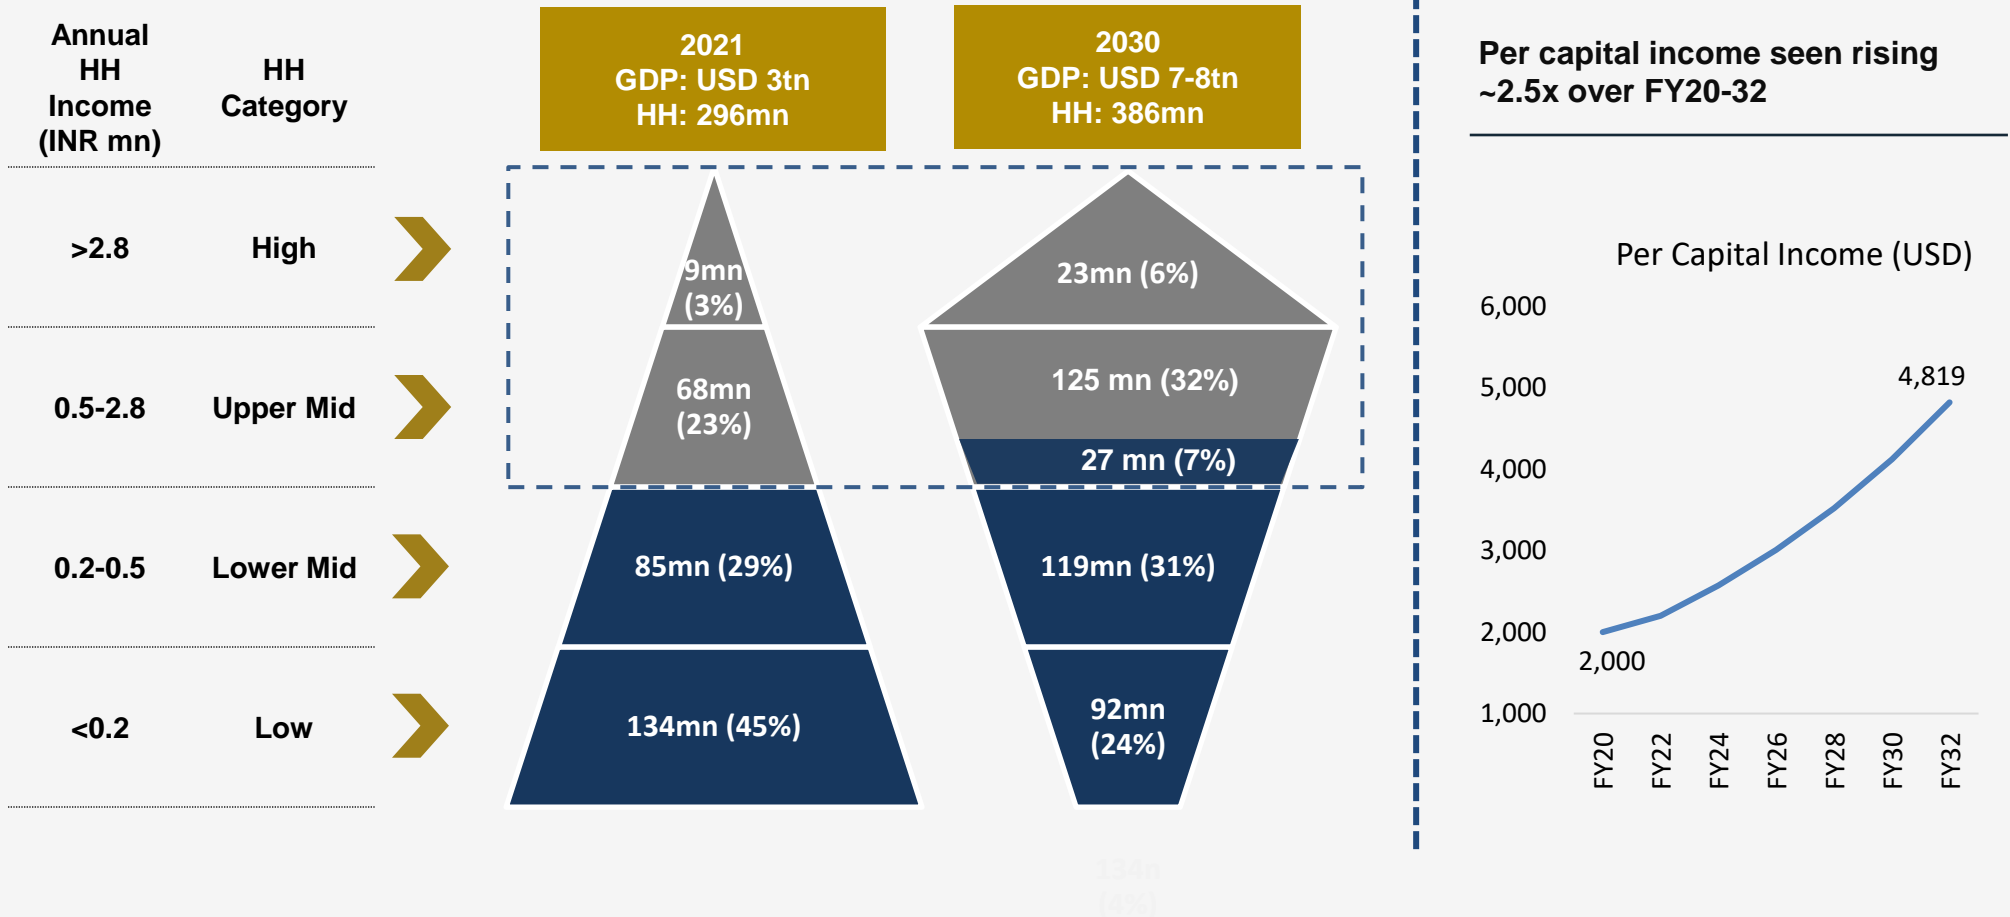 Annual
HH
Income
(INR mn)
HH
Category
2021
GDP: USD 3tn
HH: 296mn
2030
GDP: USD 7-8tn
HH: 386mn
>2.8
High
9mn
(3%)
23mn (6%)
0.5-2.8
Upper Mid
68mn
(23%)
125 mn (32%)
27 mn (7%)
0.2-0.5
Lower Mid
85mn (29%)
119mn (31%)
<0.2
Low
134mn (45%)
92mn
(24%)
134n
(4%)
Per capital income seen rising
~2.5x over FY20-32
Per Capital Income (USD)
6,000
5,000
4,000
3,000
2,000
1,000
4,819
2,000
FY20
FY22
FY24
FY26
FY28
FY30
FY32